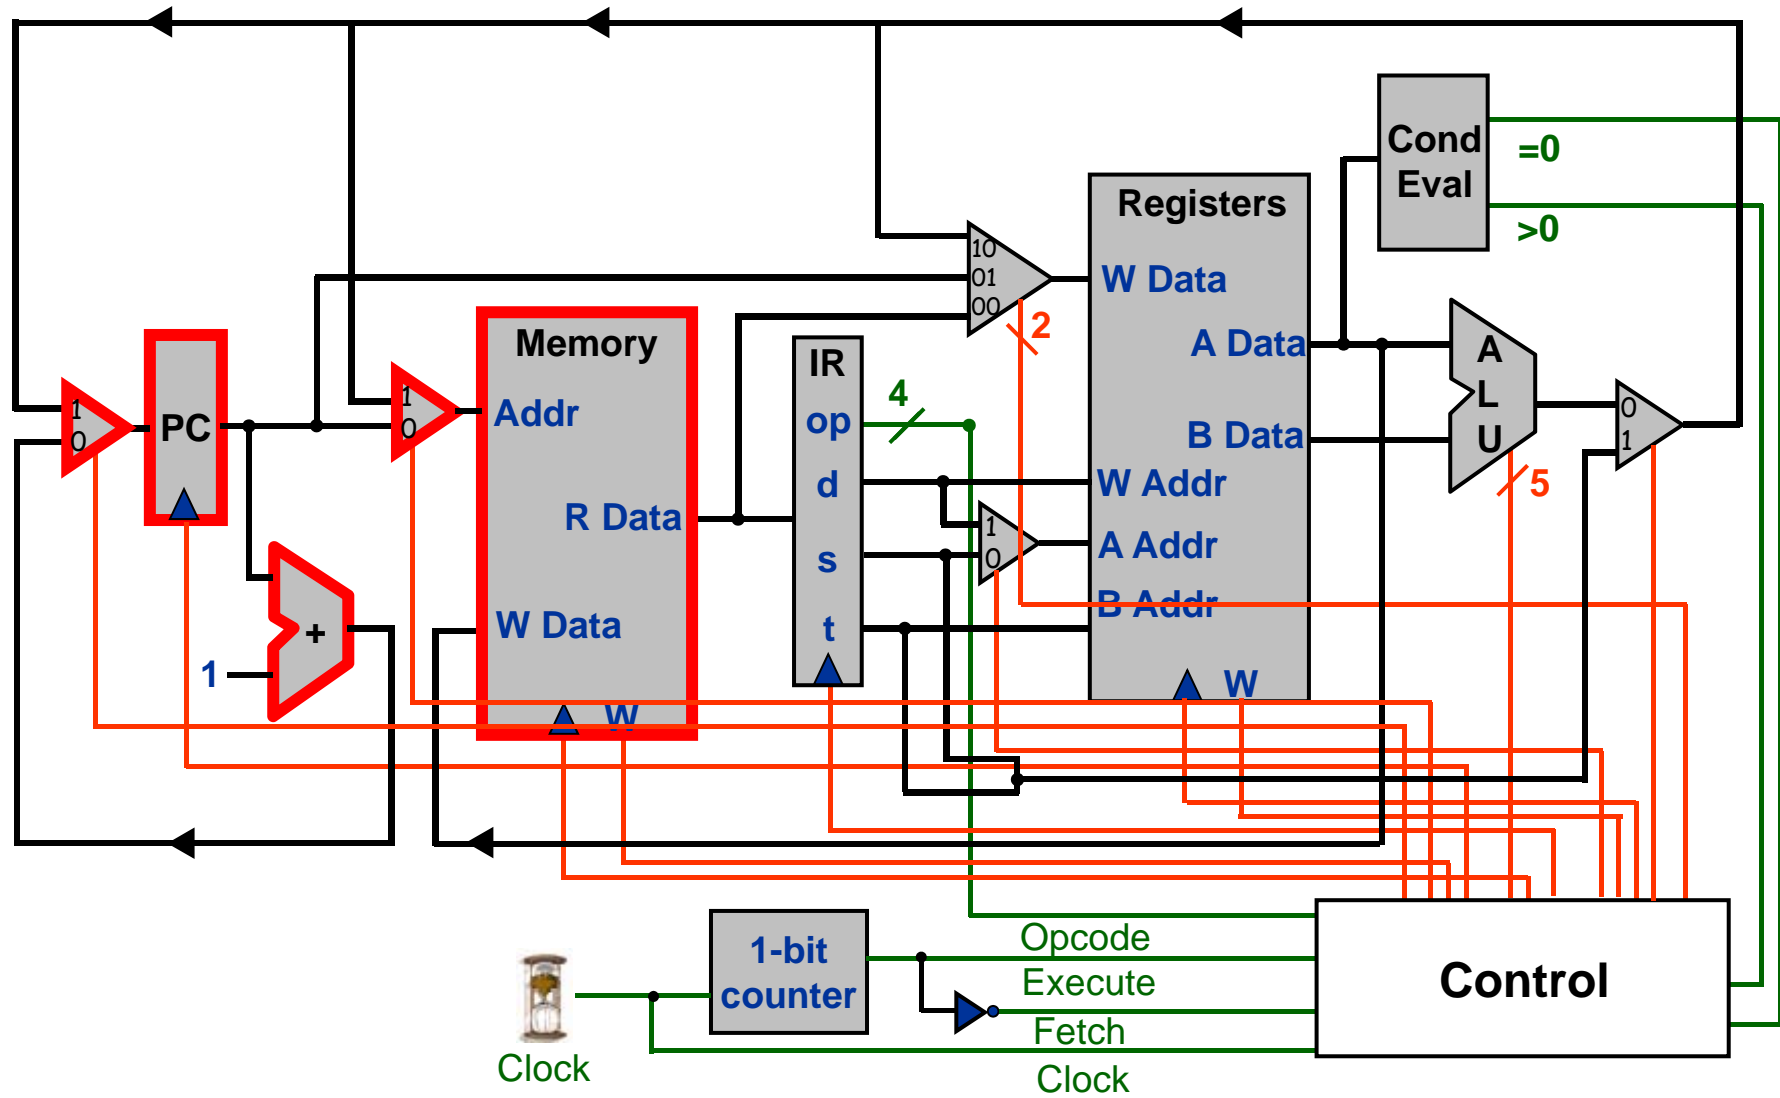 Cond
Eval
=0
>0
Registers
10
01
00
W Data
2
Memory
IR
A Data
A
L
U
1
0
PC
1
0
Addr
op
4
B Data
0
1
d
W Addr
5
R Data
1
0
s
A Addr
B Addr
+
W Data
t
1
W
W
1-bit
counter
Opcode
Execute
Fetch
Clock
Control
Clock